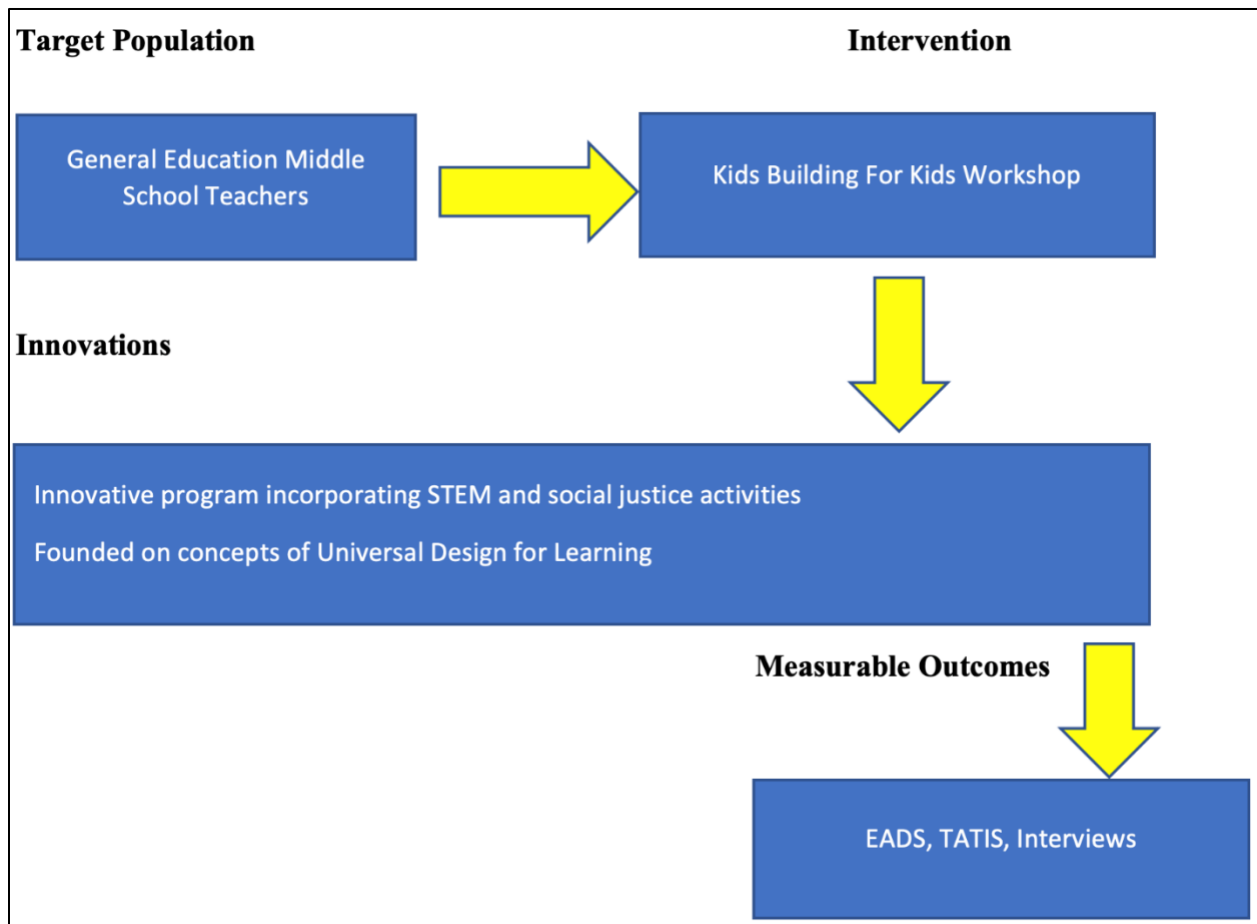 Target Population
Intervention
General Education Middle
School Teachers
Kids Building For Kids Workshop
Innovations
Innovative program incorporating STEM and social justice activities
Founded on concepts of Universal Design for Learning
Measurable Outcomes
EADS, TATIS, Interviews